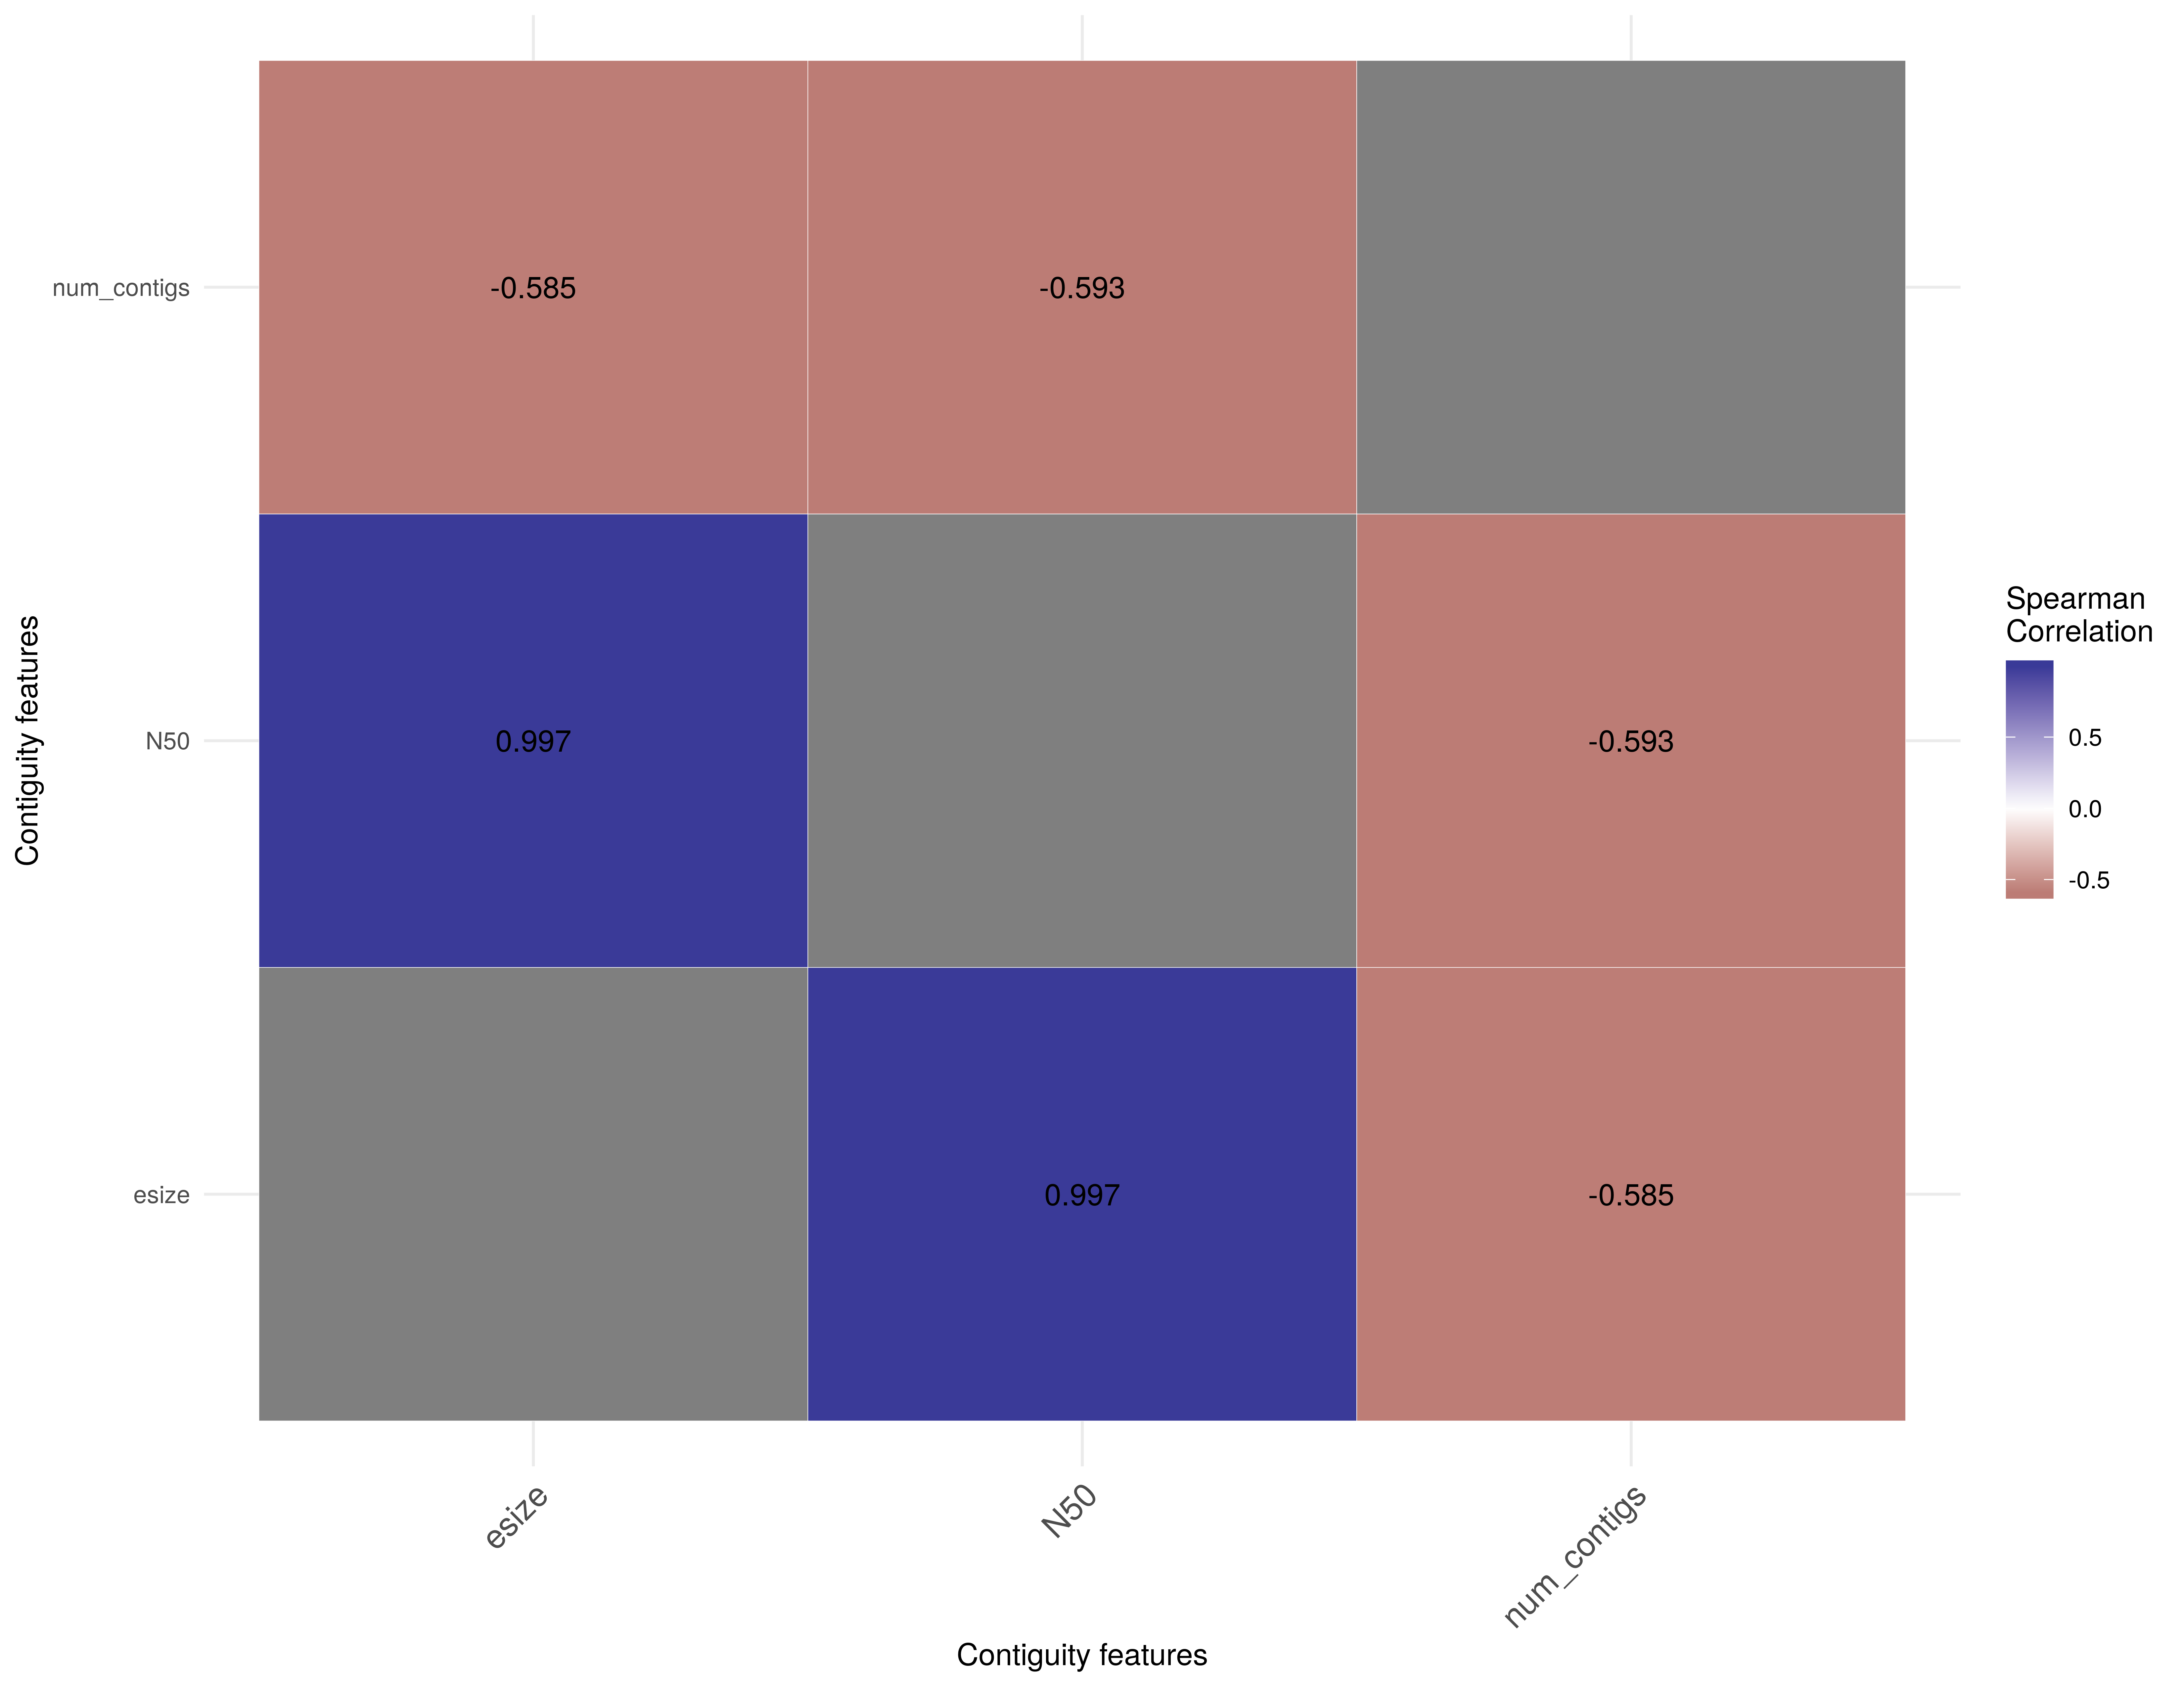 Contiguity features
num_contigs
N50
esize
-0.585
-0.593
0.997
-0.593
0.997
-0.585
esize
N50
num_contigs
Contiguity features
Spearman
Correlation
0.5
0.0
-0.5